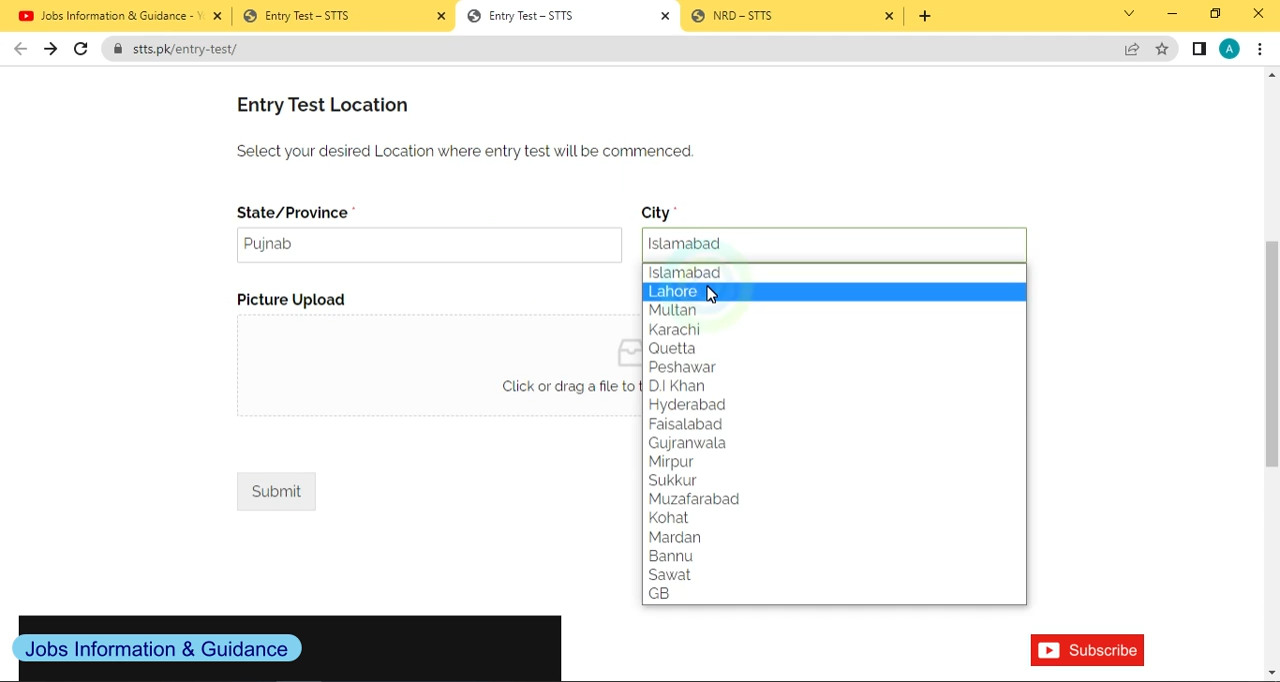 Jobs Information & Guidance - Y
Entry Test – STTS
Entry Test – STTS
NRD – STTS
stts.pk/entry-test/
A
Entry Test Location
Select your desired Location where entry test will be commenced.
State/Province *
City *
Pujnab
Islamabad
Islamabad
Lahore
Picture Upload
Multan
Karachi
Quetta
Peshawar
Click or drag a file to t
D.I Khan
Hyderabad
Faisalabad
Gujranwala
Mirpur
Sukkur
Submit
Muzafarabad
Kohat
Mardan
Bannu
Sawat
GB
Jobs Information & Guidance
Subscribe